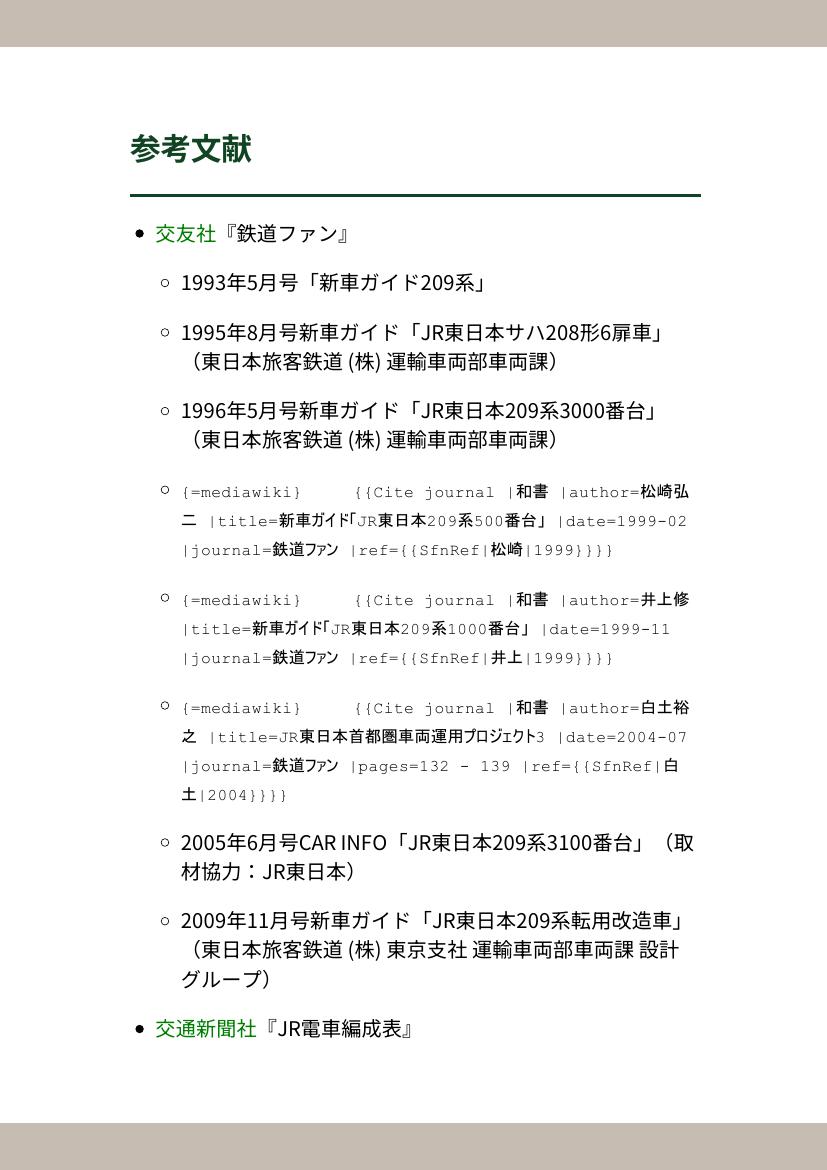 参考文献
• 交友社『鉄道ファン』
○ 1993年5月号「新車ガイド209系」
○ 1995年8月号新車ガイド「JR東日本サハ208形6扉車」
（東日本旅客鉄道 (株) 運輸車両部車両課）
○ 1996年5月号新車ガイド「JR東日本209系3000番台」
（東日本旅客鉄道 (株) 運輸車両部車両課）
○ {=mediawiki}     {{Cite journal |和書 |author=松崎弘
二 |title=新車ガイド「JR東日本209系500番台」 |date=1999-02
|journal=鉄道ファン |ref={{SfnRef|松崎|1999}}}}
○ {=mediawiki}     {{Cite journal |和書 |author=井上修
|title=新車ガイド「JR東日本209系1000番台」 |date=1999-11
|journal=鉄道ファン |ref={{SfnRef|井上|1999}}}}
○ {=mediawiki}     {{Cite journal |和書 |author=白土裕
之 |title=JR東日本首都圏車両運用プロジェクト3 |date=2004-07
|journal=鉄道ファン |pages=132 - 139 |ref={{SfnRef|白
土|2004}}}}
○ 2005年6月号CAR INFO「JR東日本209系3100番台」（取
材協力：JR東日本）
○ 2009年11月号新車ガイド「JR東日本209系転用改造車」
（東日本旅客鉄道 (株) 東京支社 運輸車両部車両課 設計
グループ）
• 交通新聞社『JR電車編成表』